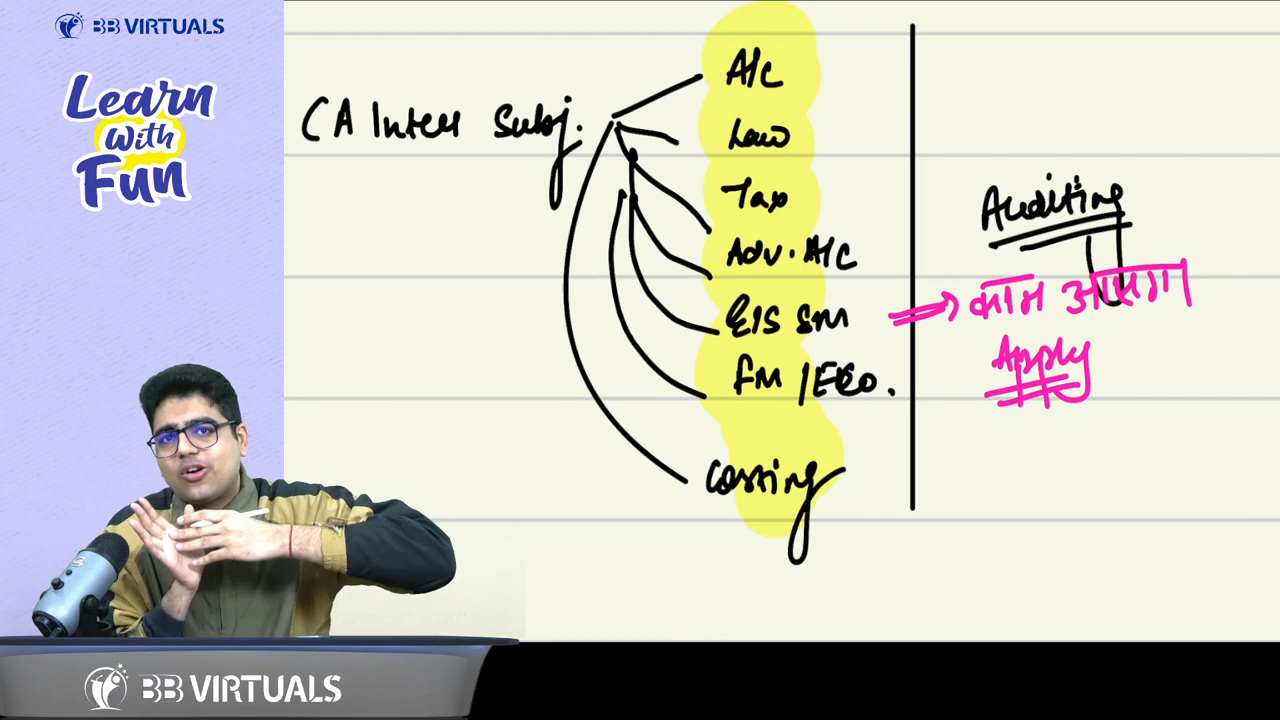 BB VIRTUALS
Learn
With
Fun
CA Inter Subj.
A/c
Law
Tax
Adv. A/c
EIS SM
FM / Eco.
Costing
Auditing
काम आएगा
Apply
BB VIRTUALS